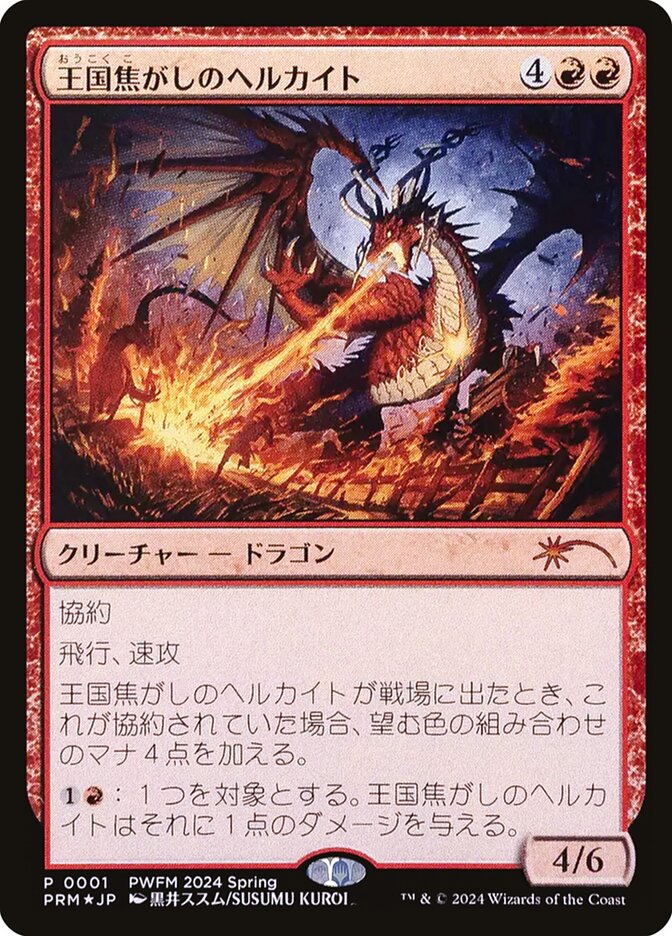 おうこく こ
王国焦がしのヘルカイト
4
クリーチャー — ドラゴン
協約
飛行、速攻
王国焦がしのヘルカイトが戦場に出たとき、こ
れが協約されていた場合、望む色の組み合わせ
のマナ４点を加える。
1 : １つを対象とする。王国焦がしのヘルカ
イトはそれに１点のダメージを与える。
4/6
P 0001 PWFM 2024 Spring
PRM★JP 黒井ススム/SUSUMU KUROI
™ & © 2024 Wizards of the Coast